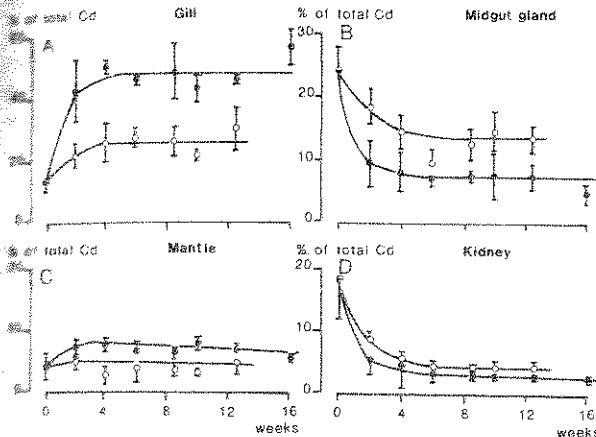 % of total Cd Gill
A
% of total Cd Midgut gland
B
30
20
10
0
% of total Cd Mantle
C
0 4 8 12 16
weeks
% of total Cd Kidney
D
20
10
0
0 4 8 12 16
weeks